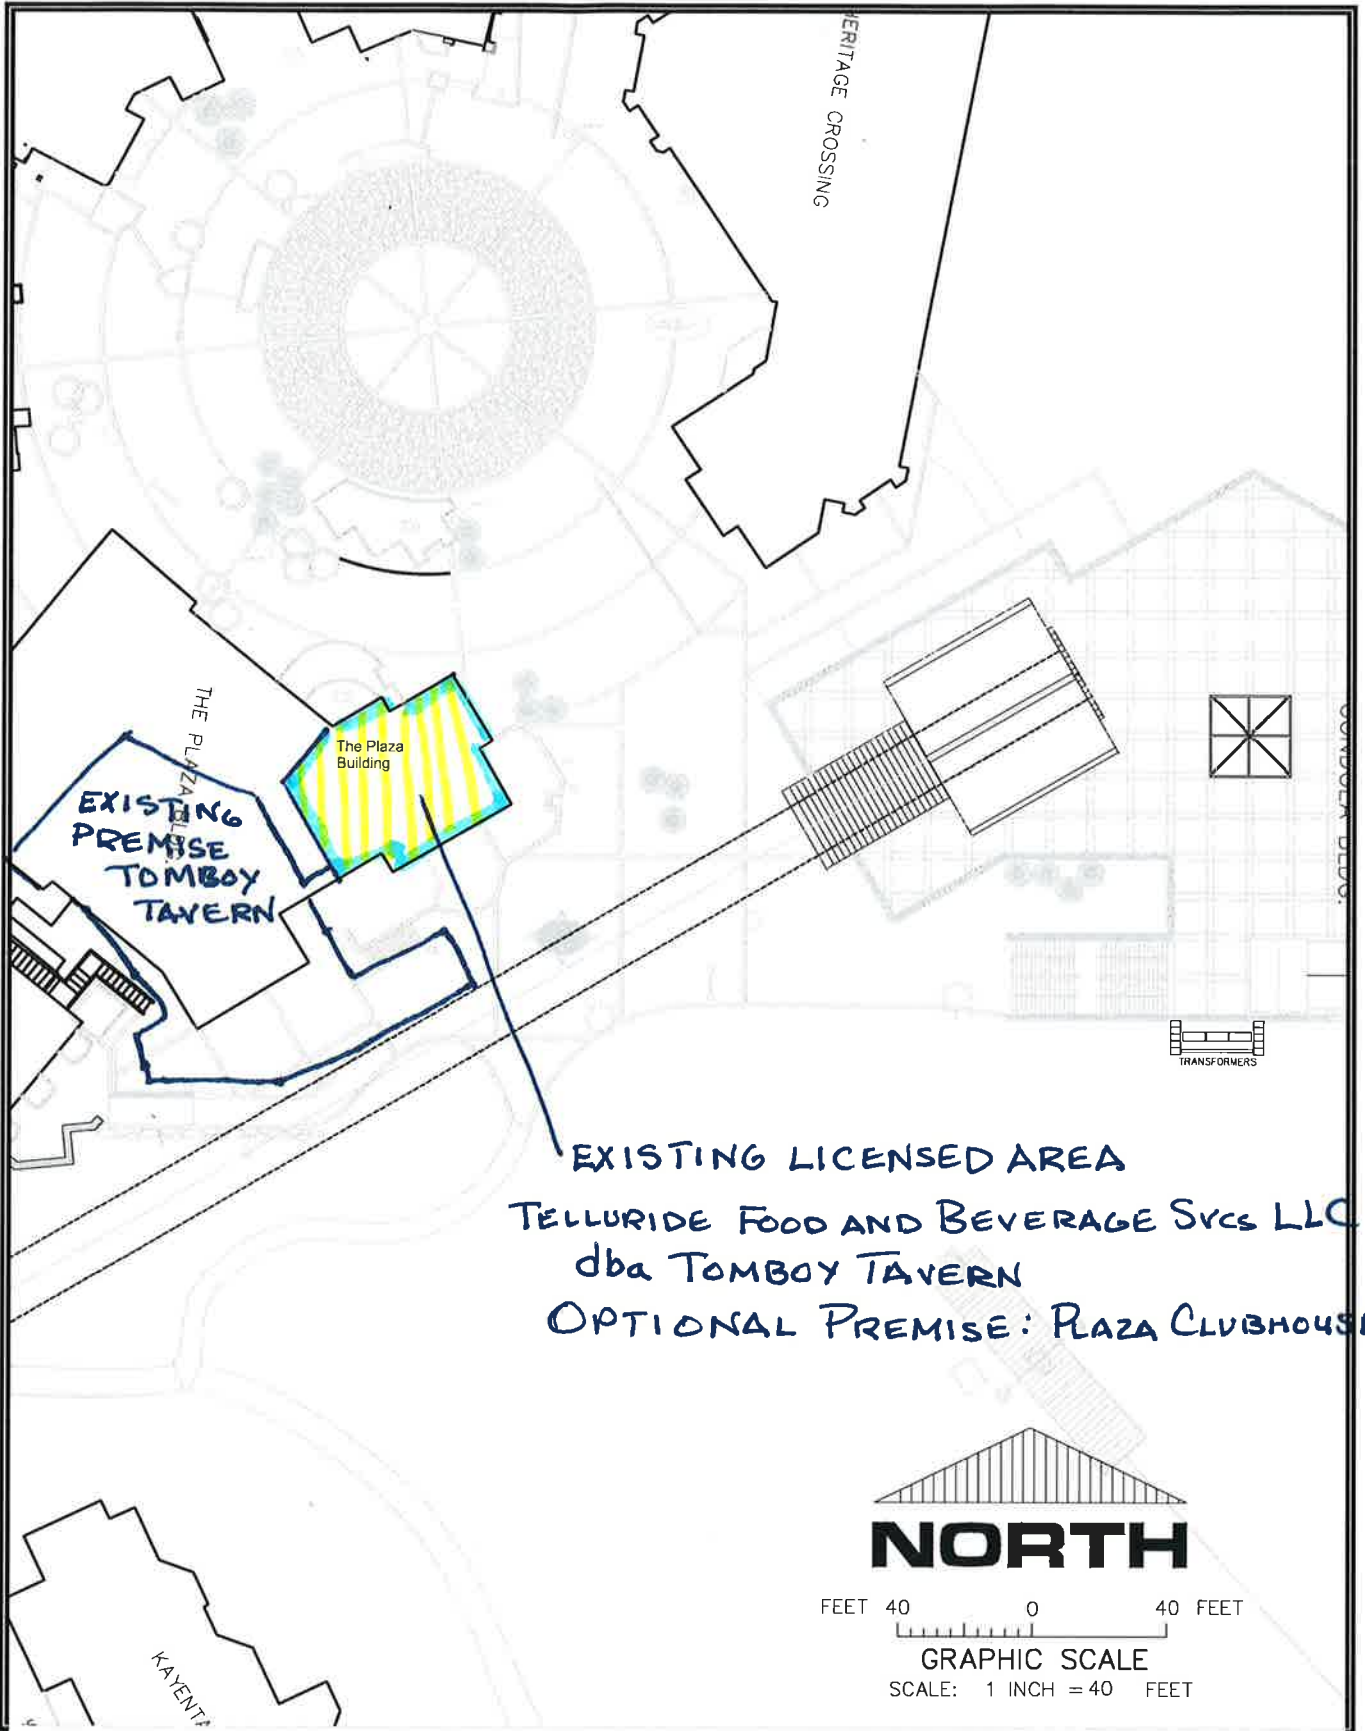 ERITAGE CROSSING
THE PLAZA BLDG.
The Plaza
Building
EXISTING
PREMISE
TOMBOY
TAVERN
TRANSFORMERS
EXISTING LICENSED AREA
TELLURIDE FOOD AND BEVERAGE SVCS LLC
dba TOMBOY TAVERN
OPTIONAL PREMISE: PLAZA CLUBHOUSE
NORTH
FEET 40 0 40 FEET
GRAPHIC SCALE
SCALE: 1 INCH = 40 FEET
KAYENTA